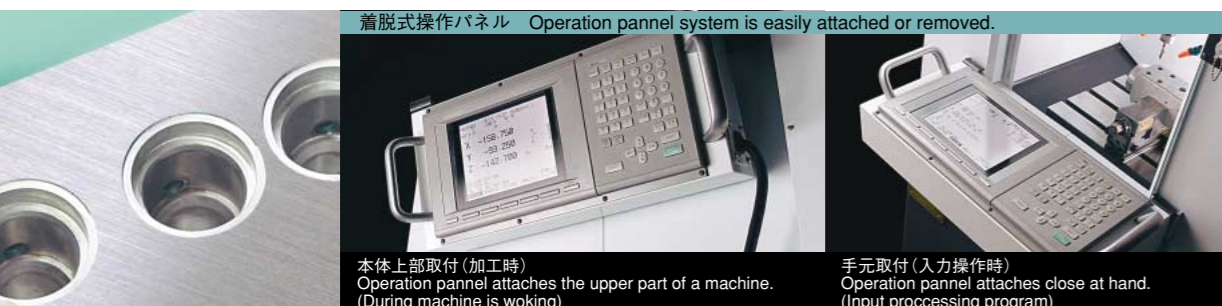 着脱式操作パネル Operation pannel system is easily attached or removed.
X -158.750
Y -93.250
Z -142.700
本体上部取付（加工時）
Operation pannel attaches the upper part of a machine.
(During machine is woking)
手元取付（入力操作時）
Operation pannel attaches close at hand.
(Input proccessing program)